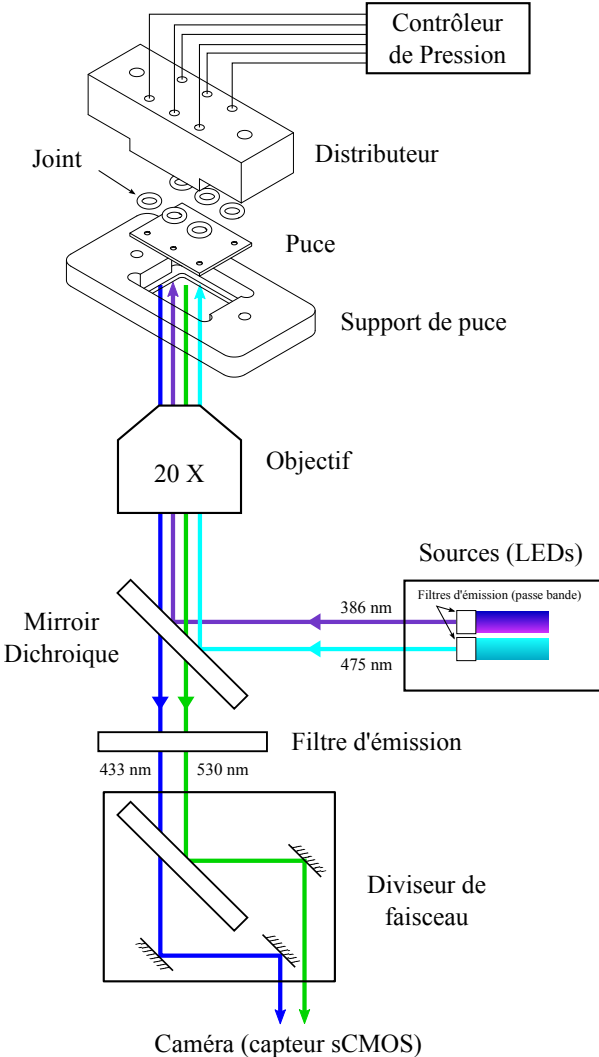 Contrôleur
de Pression
Distributeur
Joint
Puce
Support de puce
Objectif
20 X
Sources (LEDs)
Filtres d'émission (passe bande)
386 nm
475 nm
Mirroir
Dichroique
Filtre d'émission
433 nm
530 nm
Diviseur de
faisceau
Caméra (capteur sCMOS)